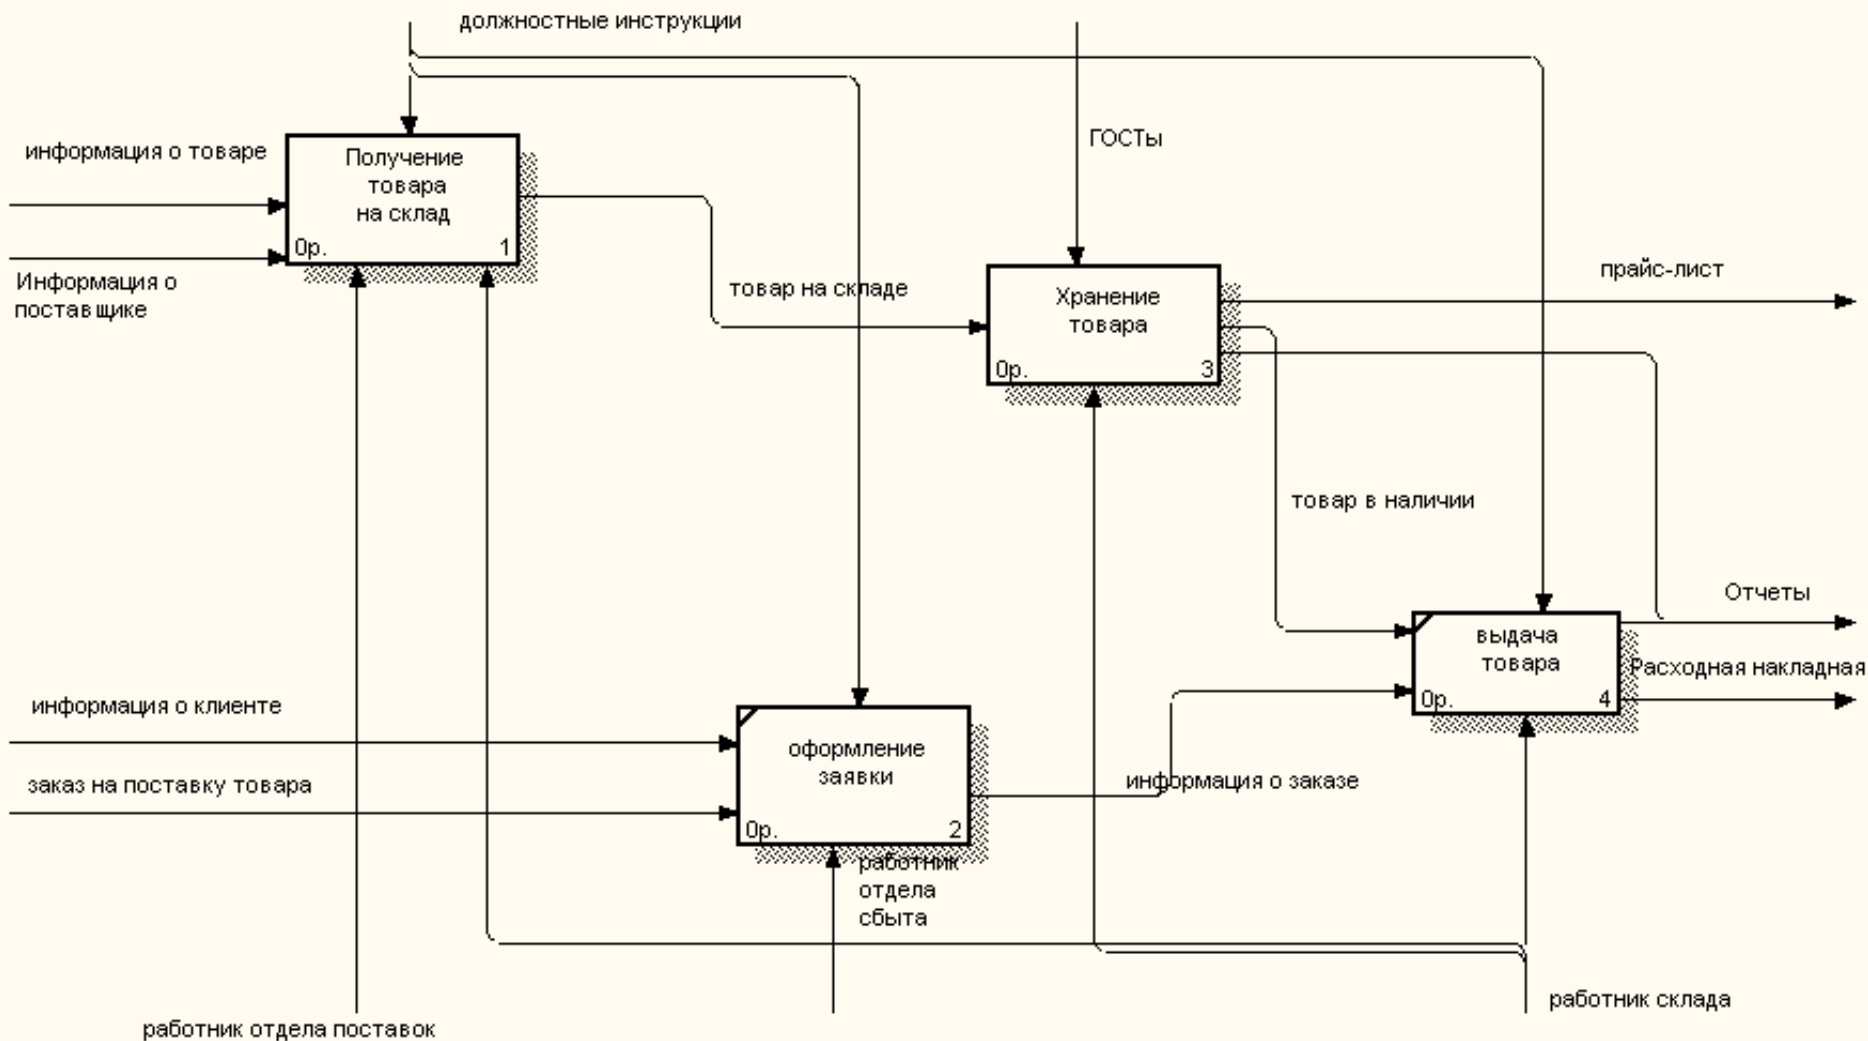 должностные инструкции
ГОСТы
информация о товаре
Получение
товара
на склад
0р.
1
Информация о
поставщике
товар на складе
Хранение
товара
0р.
3
прайс-лист
товар в наличии
Отчеты
выдача
товара
0р.
4
Расходная накладная
информация о клиенте
заказ на поставку товара
оформление
заявки
0р.
2
информация о заказе
работник
отдела
сбыта
работник склада
работник отдела поставок